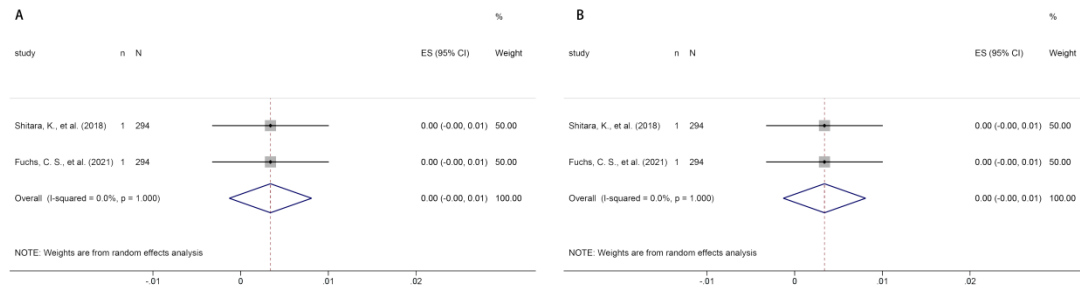 A
%
study n N ES (95% CI) Weight
Shitara, K., et al. (2018) 1 294 0.00 (-0.00, 0.01) 50.00
Fuchs, C. S., et al. (2021) 1 294 0.00 (-0.00, 0.01) 50.00
Overall (I-squared = 0.0%, p = 1.000) 0.00 (-0.00, 0.01) 100.00
NOTE: Weights are from random effects analysis
-.01 0 .01 .02
B
%
study n N ES (95% CI) Weight
Shitara, K., et al. (2018) 1 294 0.00 (-0.00, 0.01) 50.00
Fuchs, C. S., et al. (2021) 1 294 0.00 (-0.00, 0.01) 50.00
Overall (I-squared = 0.0%, p = 1.000) 0.00 (-0.00, 0.01) 100.00
NOTE: Weights are from random effects analysis
-.01 0 .01 .02